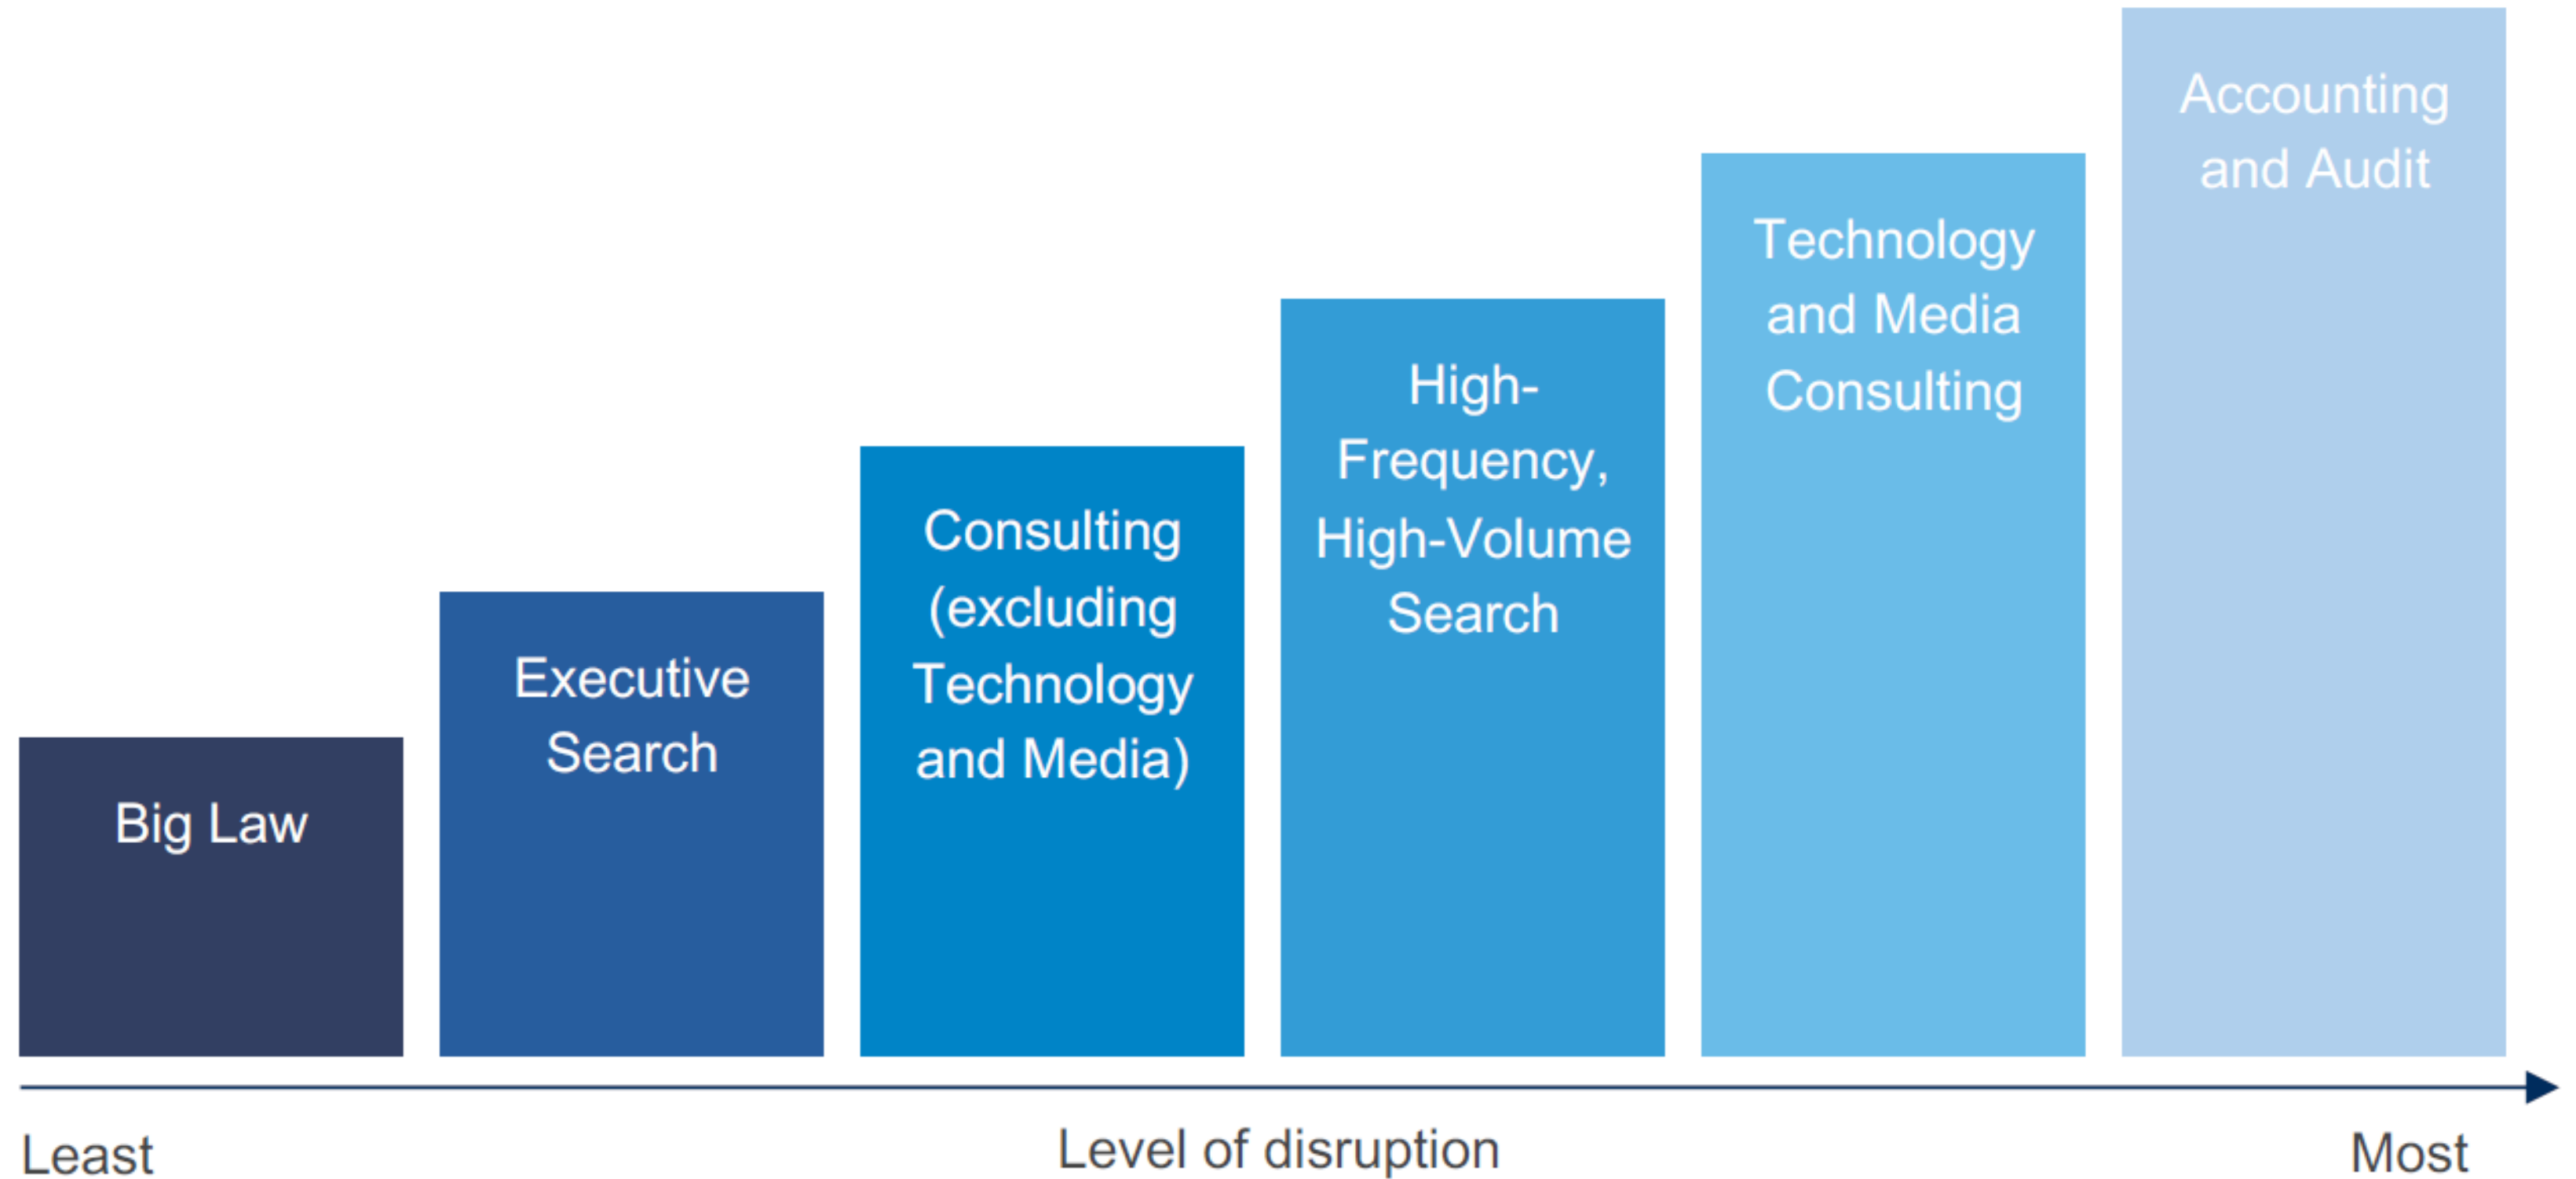 Big Law
Executive
Search
Consulting
(excluding
Technology
and Media)
High-
Frequency,
High-Volume
Search
Technology
and Media
Consulting
Accounting
and Audit
Least
Level of disruption
Most